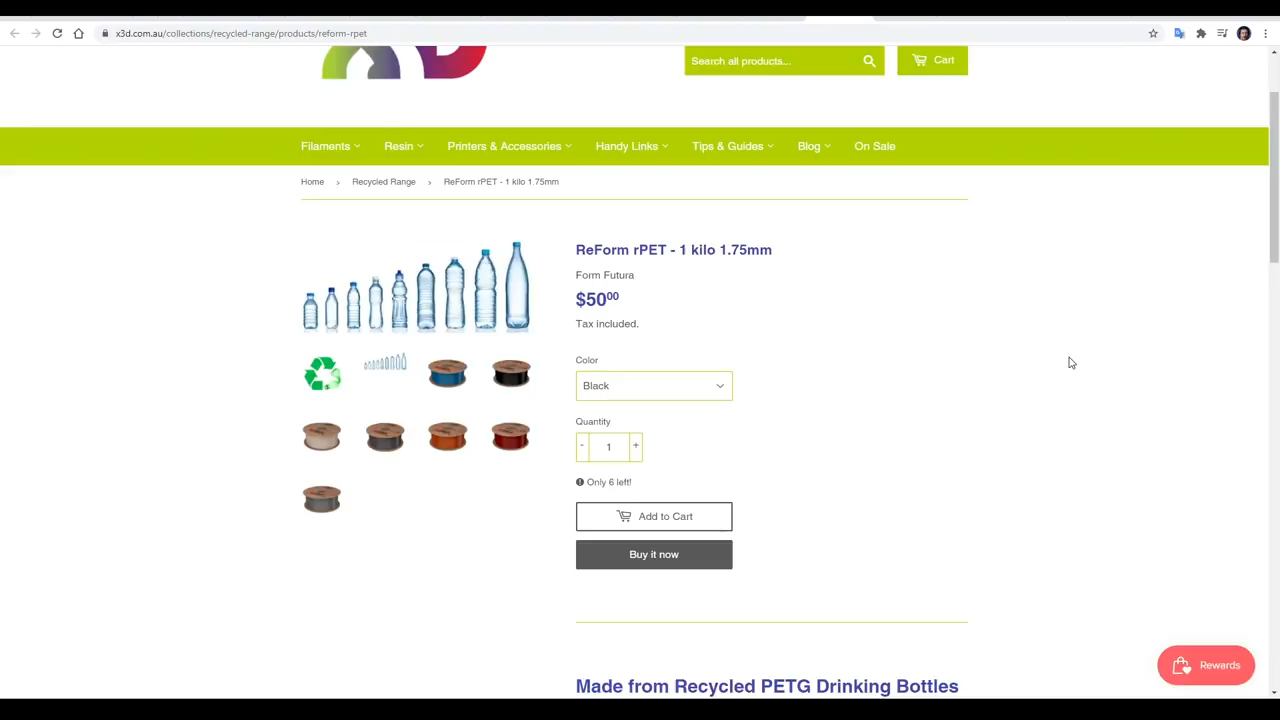 x3d.com.au/collections/recycled-range/products/reform-rpet
Search all products...
Cart
Filaments
Resin
Printers & Accessories
Handy Links
Tips & Guides
Blog
On Sale
Home › Recycled Range › ReForm rPET - 1 kilo 1.75mm
ReForm rPET - 1 kilo 1.75mm
Form Futura
$50⁰⁰
Tax included.
Color
Black
Quantity
- 1 +
Only 6 left!
Add to Cart
Buy it now
Rewards
Made from Recycled PETG Drinking Bottles